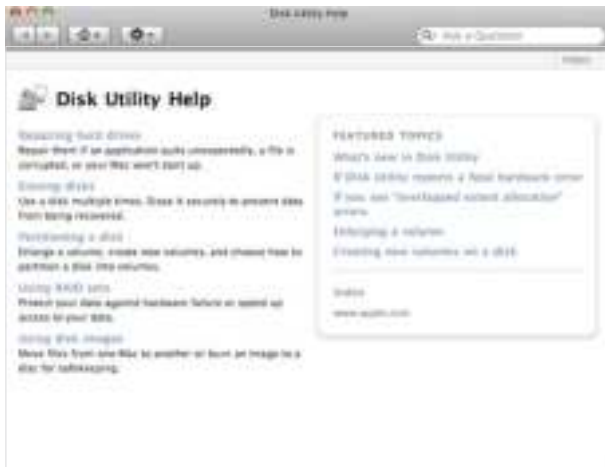 Disk Utility Help
Ask a Question
Index
Disk Utility Help
Repairing hard drives
Repair them if an application quits unexpectedly, a file is
corrupted, or your Mac won't start up.
Erasing disks
Use a disk multiple times. Erase it securely to prevent data
from being recovered.
Partitioning a disk
Enlarge a volume, create new volumes, and choose how to
partition a disk into volumes.
Using RAID sets
Protect your data against hardware failure or speed up
access to your data.
Using disk images
Move files from one Mac to another or burn an image to a
disc for safekeeping.
FEATURED TOPICS
What's new in Disk Utility
If Disk Utility reports a fatal hardware error
If you see "overlapped extent allocation"
errors
Enlarging a volume
Creating new volumes on a disk
Index
www.apple.com